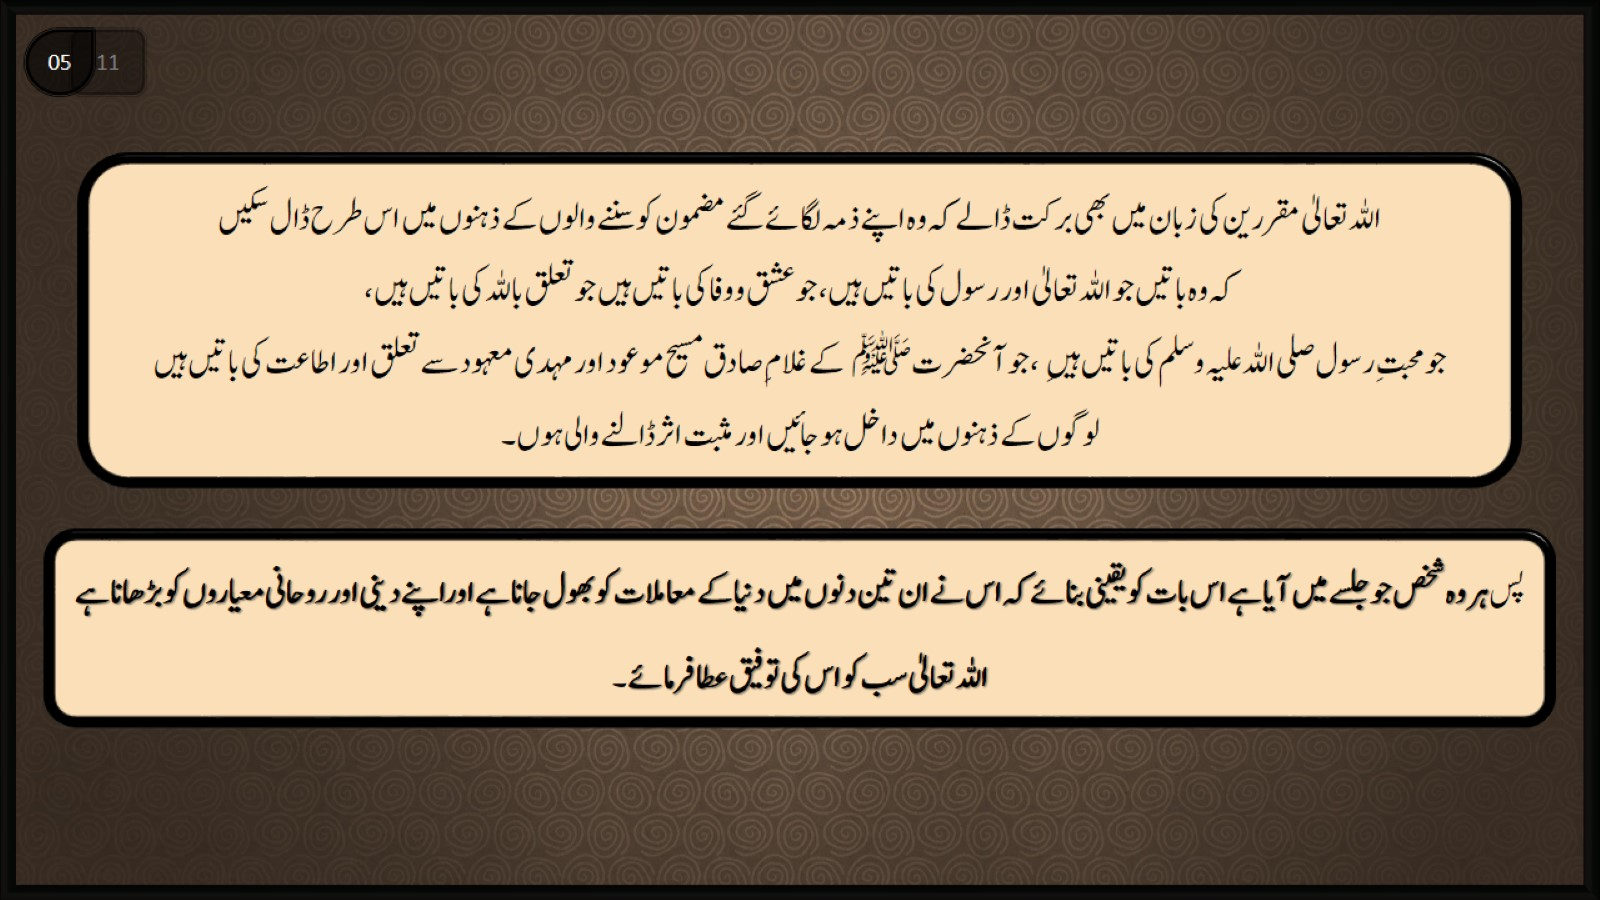 05 11
اللہ تعالیٰ مقررین کی زبان میں بھی برکت ڈالے کہ وہ اپنے ذمہ لگائے گئے مضمون کو سننے والوں کے ذہنوں میں اس طرح ڈال سکیں
کہ وہ باتیں جو اللہ تعالیٰ اور رسول کی باتیں ہیں، جو عشق و وفا کی باتیں ہیں جو تعلق باللہ کی باتیں ہیں،
جو محبتِ رسول صلی اللہ علیہ وسلم کی باتیں ہیںِ ، جو آنحضرت ﷺ کے غلامِ صادق مسیح موعود اور مہدی معہود سے تعلق اور اطاعت کی باتیں ہیں
لوگوں کے ذہنوں میں داخل ہو جائیں اور مثبت اثر ڈالنے والی ہوں۔
پس ہر وہ شخص جو جلسے میں آیا ہے اس بات کو یقینی بنائے کہ اس نے ان تین دنوں میں دنیا کے معاملات کو بھول جانا ہے اور اپنے دینی اور روحانی معیاروں کو بڑھانا ہے
اللہ تعالیٰ سب کو اس کی توفیق عطا فرمائے۔